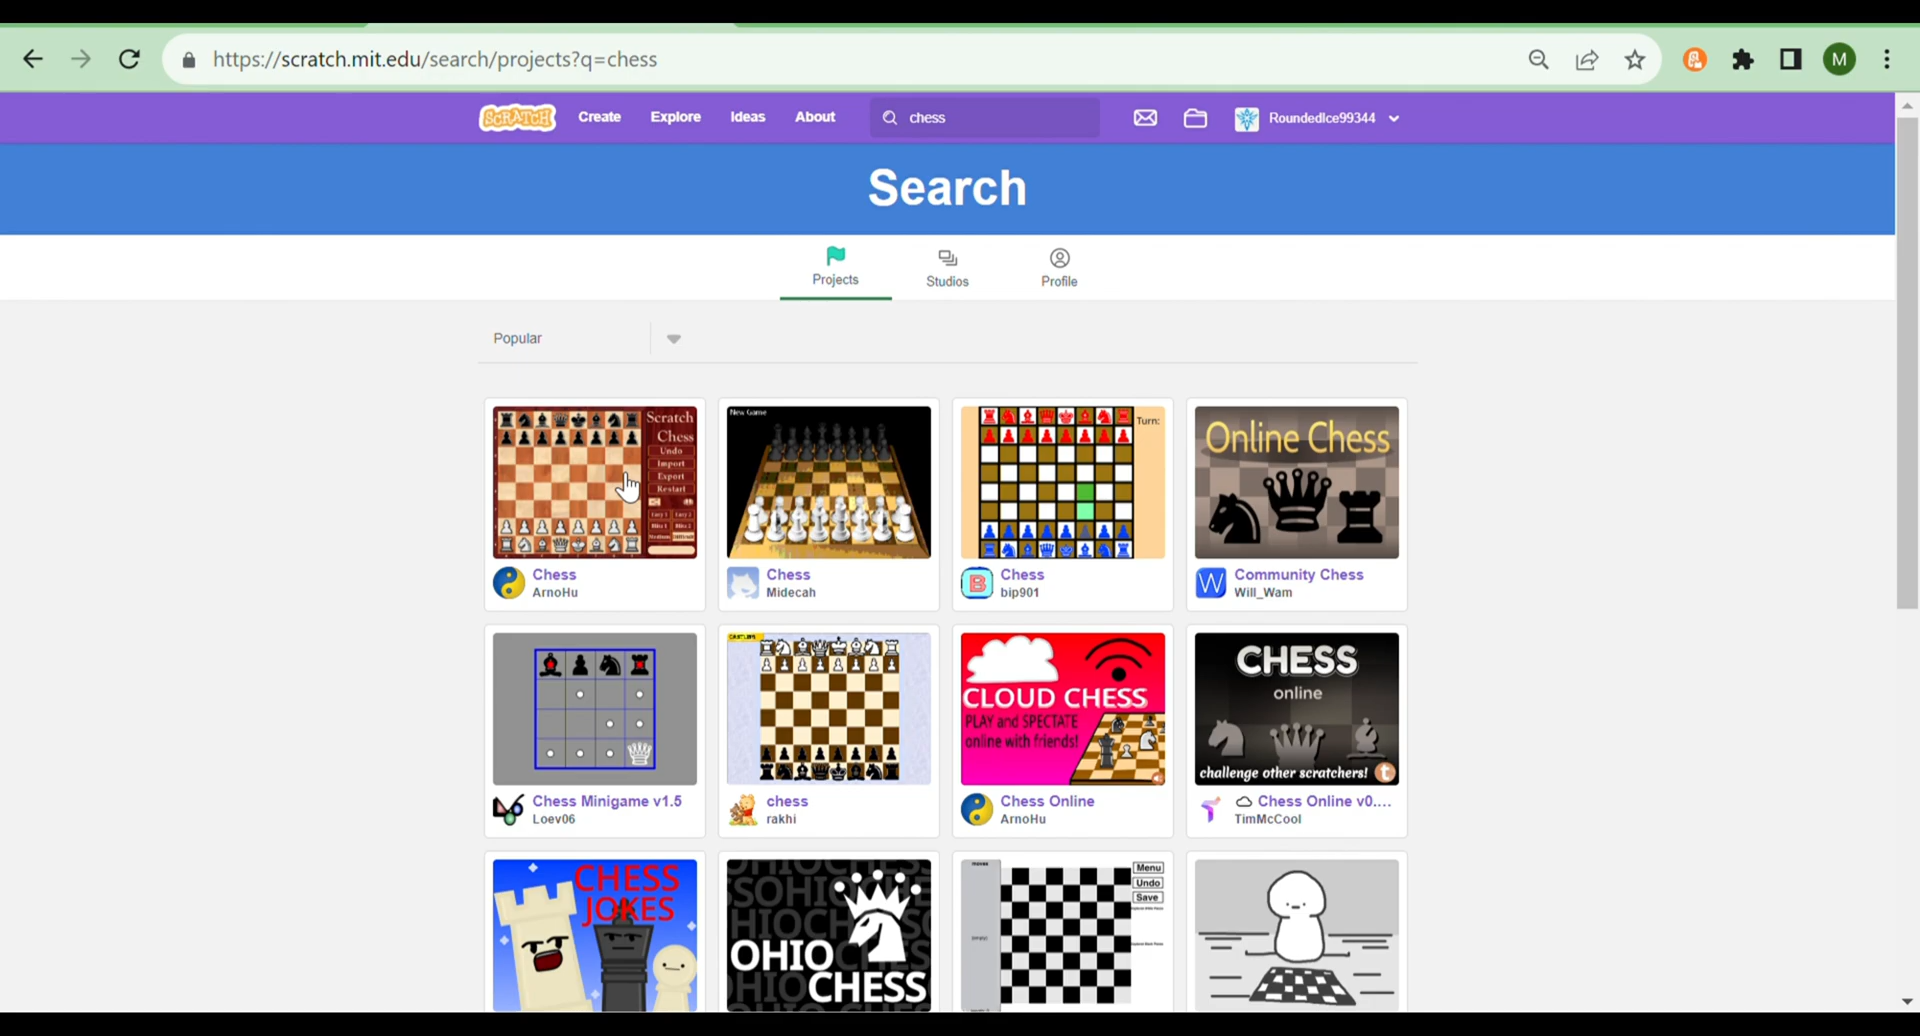 https://scratch.mit.edu/search/projects?q=chess
M
SCRATCH
Create
Explore
Ideas
About
chess
RoundedIce99344
Search
Projects
Studios
Profile
Popular
Scratch
Chess
Undo
Import
Export
Restart
New Game
Turn:
Online Chess
Chess
ArnoHu
Chess
Midecah
Chess
bip901
Community Chess
Will_Wam
CLOUD CHESS
PLAY and SPECTATE
online with friends!
CHESS
online
challenge other scratchers!
Chess Minigame v1.5
Loev06
chess
rakhi
Chess Online
ArnoHu
Chess Online v0....
TimMcCool
CHESS
JOKES
OHIO
CHESS
Menu
Undo
Save